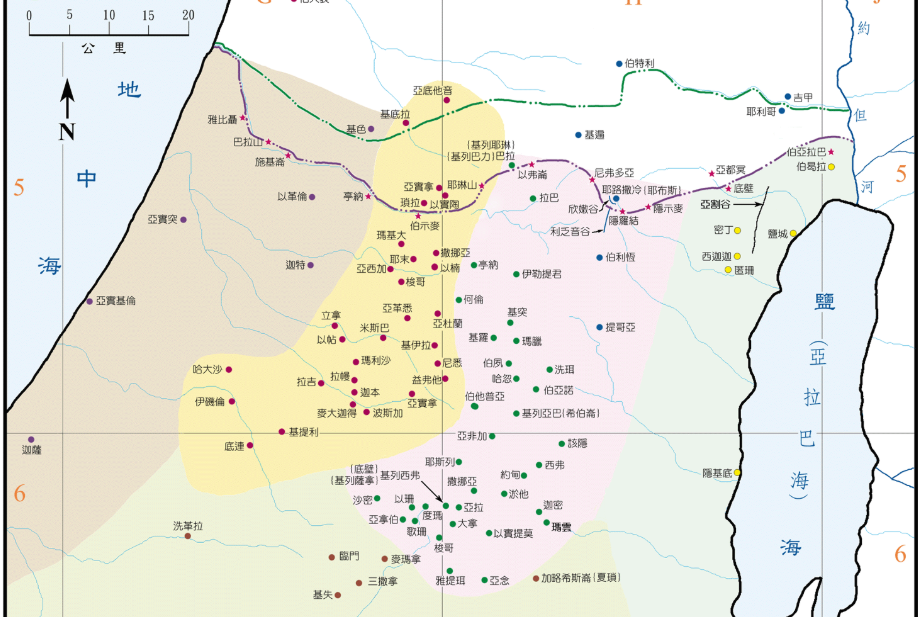 G
H
J
0 5 10 15 20
公里
N
地
中
海
約
但
河
鹽
(亞拉巴海)
海
5
5
6
6
伯特利
吉甲
耶利哥
亞底他音
基底拉
雅比聶
基色
巴拉山
施基崙
基遍
(基列耶琳)
(基列巴力)巴拉
以弗崙
伯亞拉巴
伯曷拉
尼弗多亞
亞都冥
底壁
亞實拿
耶琳山
以革倫
亭納
瑣拉
以實陶
拉巴
耶路撒冷(耶布斯)
欣嫩谷
隱羅結
隱示麥
亞割谷
亞實突
伯示麥
利乏音谷
密丁
鹽城
瑪基大
撒挪亞
迦特
耶末
亞西加
以楠
亭納
伯利恆
西迦迦
匿珊
梭哥
伊勒提君
亞實基倫
何倫
亞革悉
亞杜蘭
立拿
米斯巴
基突
提哥亞
以帖
基伊拉
基羅
瑪臘
瑪利沙
尼悉
伯夙
洗珥
哈大沙
拉幔
拉吉
迦本
益弗他
哈忽
伯亞諾
伊磯倫
亞實拿
伯他普亞
麥大迦得
波斯加
基列亞巴(希伯崙)
基提利
亞非加
該隱
迦薩
底連
耶斯列
西弗
(底壁)
(基列薩拿)
基列西弗
約甸
隱基底
撒挪亞
沙密
以珊
淤他
度瑪
亞拉
迦密
亞拿伯
歌珊
大拿
瑪雲
洗革拉
以實提莫
梭哥
臨門
麥瑪拿
雅提珥
亞念
三撒拿
加略希斯崙(夏瑣)
基失